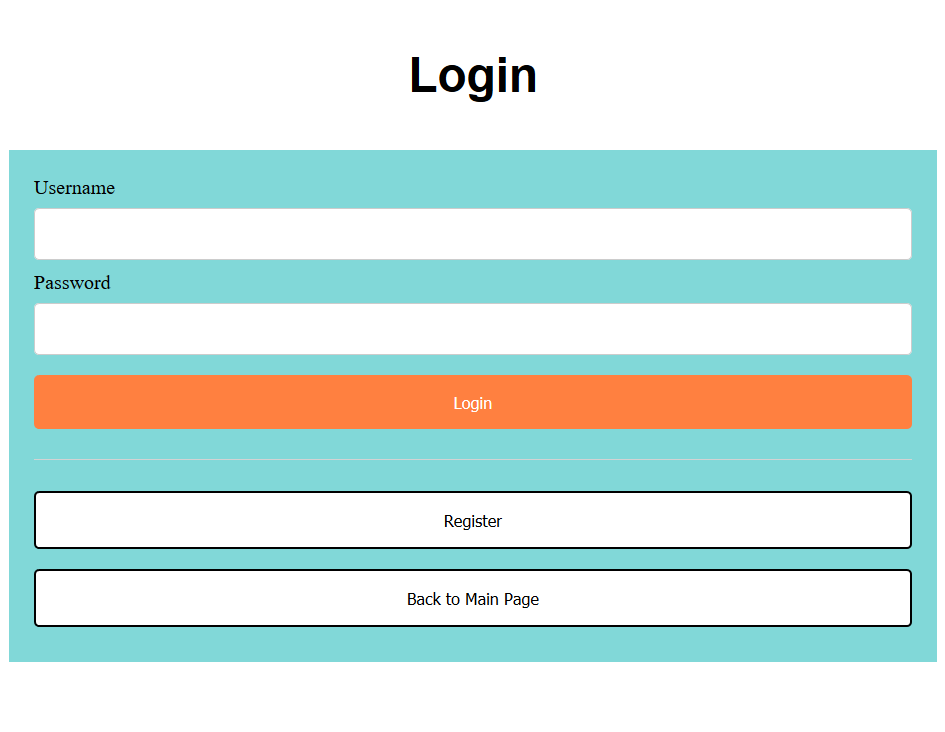 Login
Username
Password
Login
Register
Back to Main Page